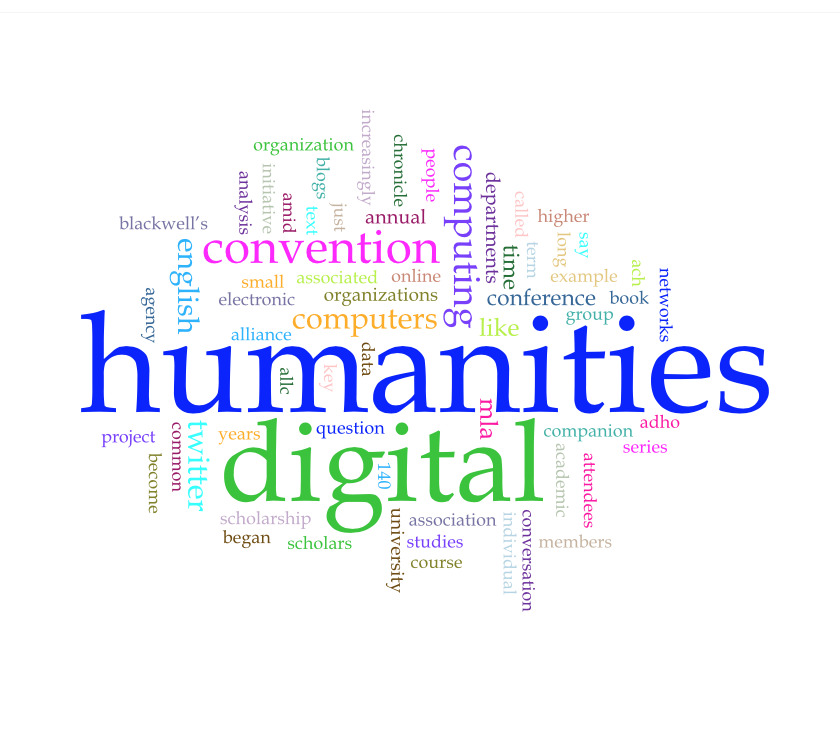 increasingly
organization
chronicle
people
computing
blogs
initiative
analysis
departments
amid
text
just
annual
called
higher
blackwell’s
convention
english
long
say
term
time
small
associated
online
example
ach
networks
agency
electronic
organizations
conference
book
computers
like
group
alliance
humanities
data
allc
key
mla
project
common
twitter
years
question
digital
companion
adho
series
become
140
academic
attendees
scholarship
university
association
individual
conversation
began
scholars
studies
members
course